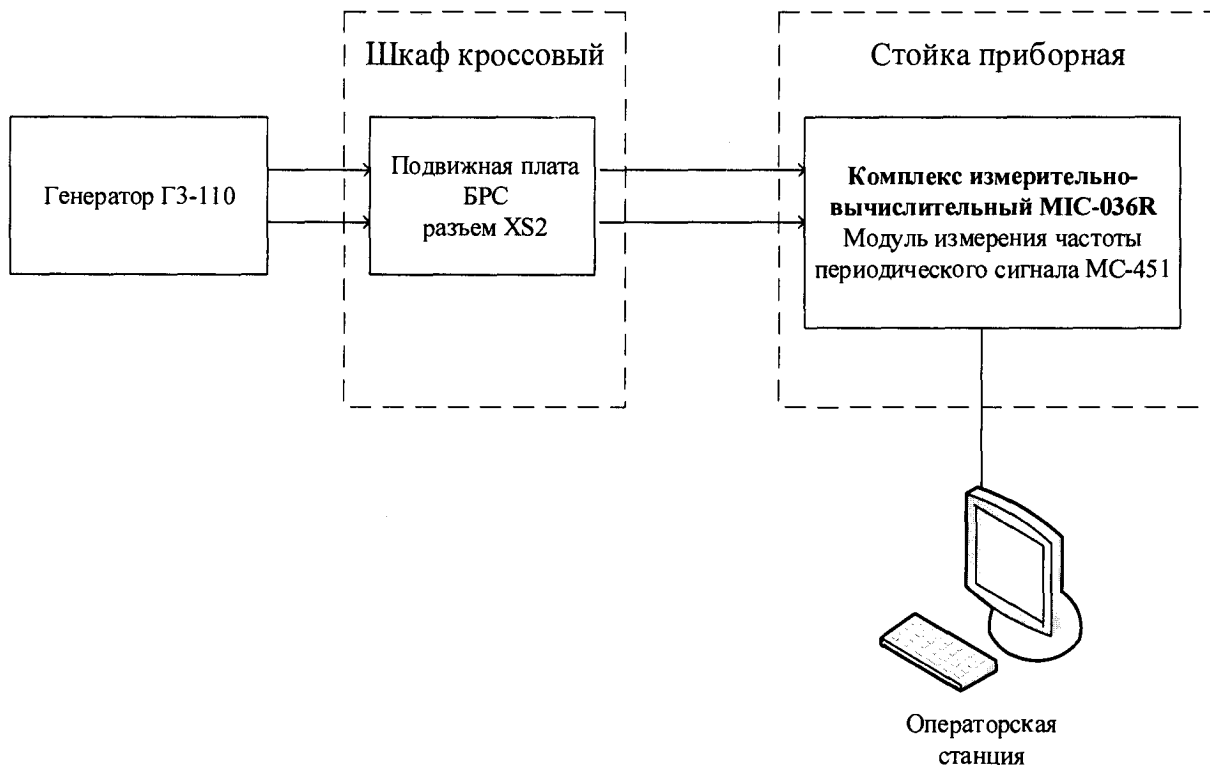 Шкаф кроссовый
Стойка приборная
Генератор Г3-110
Подвижная плата
БРС
разъем XS2
Комплекс измерительно-
вычислительный MIC-036R
Модуль измерения частоты
периодического сигнала МС-451
Операторская
станция